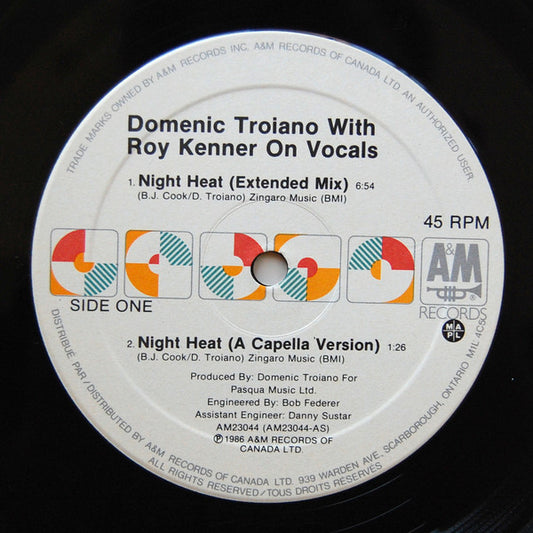 TRADE MARKS OWNED BY A&M RECORDS INC. A&M RECORDS OF CANADA LTD. AN AUTHORIZED USER
Domenic Troiano With
Roy Kenner On Vocals
1. Night Heat (Extended Mix) 6:54
(B.J. Cook/D. Troiano) Zingaro Music (BMI)
45 RPM
A&M
RECORDS
SIDE ONE
MAPL
2. Night Heat (A Capella Version) 1:26
(B.J. Cook/D. Troiano) Zingaro Music (BMI)
Produced By: Domenic Troiano For
Pasqua Music Ltd.
Engineered By: Bob Federer
Assistant Engineer: Danny Sustar
AM23044 (AM23044-AS)
Ⓟ1986 A&M RECORDS OF
CANADA LTD.
DISTRIBUÉ PAR / DISTRIBUTED BY A&M RECORDS OF CANADA LTD. 939 WARDEN AVE. SCARBOROUGH, ONTARIO M1L 4C5
ALL RIGHTS RESERVED/TOUS DROITS RESERVES